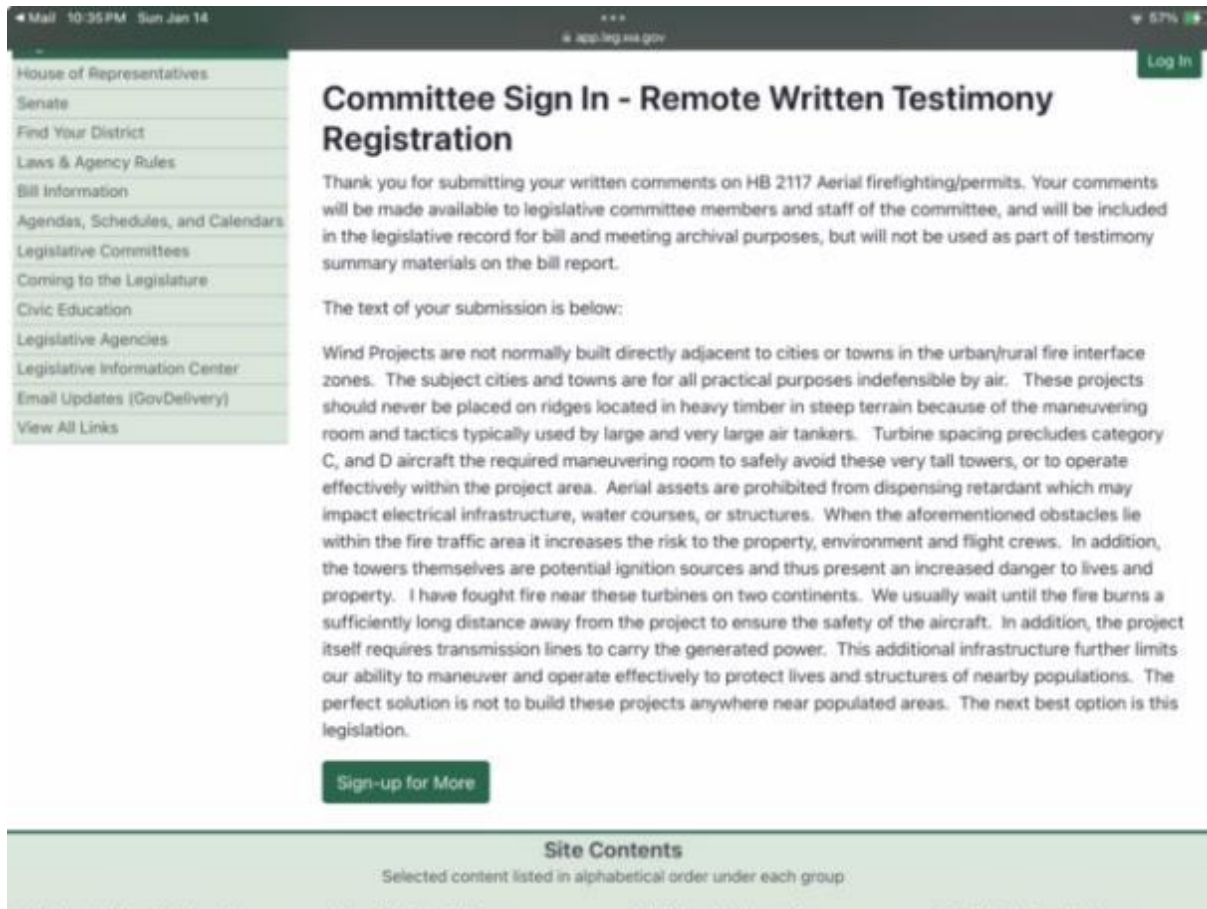 Mail 10:35 PM Sun Jan 14
57%
app.leg.wa.gov
Log In
House of Representatives
Senate
Find Your District
Laws & Agency Rules
Bill Information
Agendas, Schedules, and Calendars
Legislative Committees
Coming to the Legislature
Civic Education
Legislative Agencies
Legislative Information Center
Email Updates (GovDelivery)
View All Links
Committee Sign In - Remote Written Testimony
Registration
Thank you for submitting your written comments on HB 2117 Aerial firefighting/permits. Your comments
will be made available to legislative committee members and staff of the committee, and will be included
in the legislative record for bill and meeting archival purposes, but will not be used as part of testimony
summary materials on the bill report.
The text of your submission is below:
Wind Projects are not normally built directly adjacent to cities or towns in the urban/rural fire interface
zones. The subject cities and towns are for all practical purposes indefensible by air. These projects
should never be placed on ridges located in heavy timber in steep terrain because of the maneuvering
room and tactics typically used by large and very large air tankers. Turbine spacing precludes category
C, and D aircraft the required maneuvering room to safely avoid these very tall towers, or to operate
effectively within the project area. Aerial assets are prohibited from dispensing retardant which may
impact electrical infrastructure, water courses, or structures. When the aforementioned obstacles lie
within the fire traffic area it increases the risk to the property, environment and flight crews. In addition,
the towers themselves are potential ignition sources and thus present an increased danger to lives and
property. I have fought fire near these turbines on two continents. We usually wait until the fire burns a
sufficiently long distance away from the project to ensure the safety of the aircraft. In addition, the project
itself requires transmission lines to carry the generated power. This additional infrastructure further limits
our ability to maneuver and operate effectively to protect lives and structures of nearby populations. The
perfect solution is not to build these projects anywhere near populated areas. The next best option is this
legislation.
Sign-up for More
Site Contents
Selected content listed in alphabetical order under each group